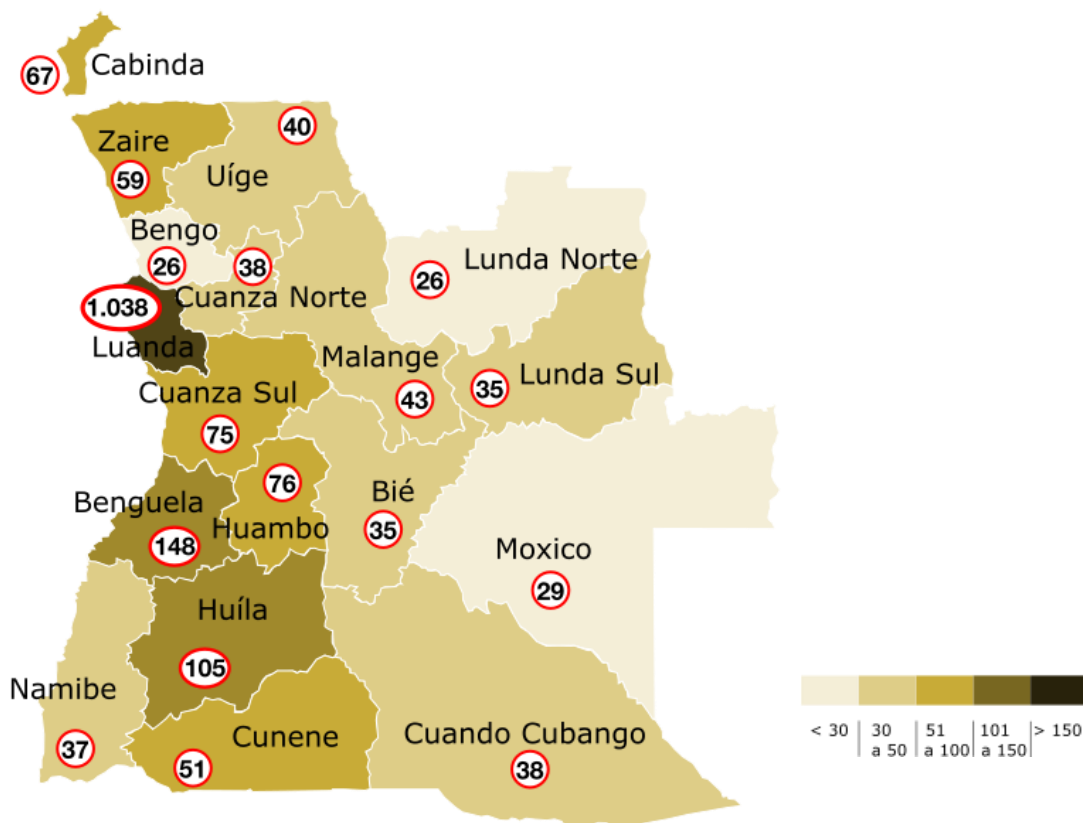 Cabinda
67
Zaire
40
59
Uíge
Bengo
26
38
Lunda Norte
26
Cuanza Norte
1.038
Luanda
Malange
Lunda Sul
35
43
Cuanza Sul
75
76
Bié
Benguela
Huambo
35
148
Moxico
29
Huíla
105
Namibe
37
Cunene
51
Cuando Cubango
38
< 30
30
a 50
51
a 100
101
a 150
> 150